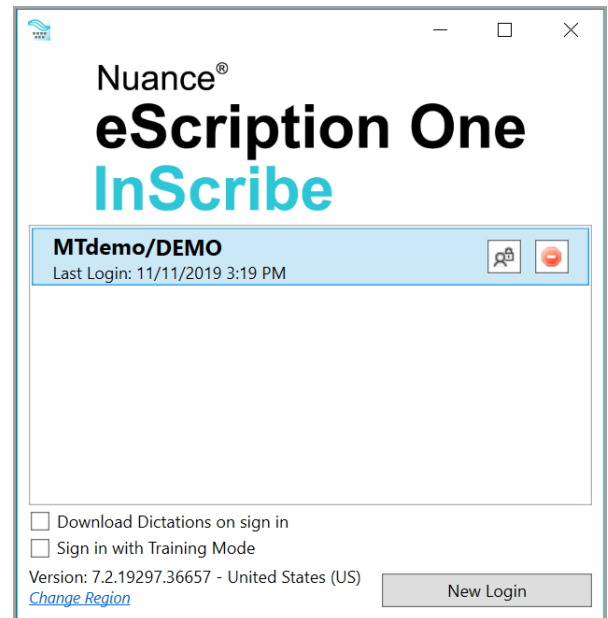 Nuance®
eScription One
InScribe
MTdemo/DEMO
Last Login: 11/11/2019 3:19 PM
Download Dictations on sign in
Sign in with Training Mode
Version: 7.2.19297.36657 - United States (US)
Change Region
New Login